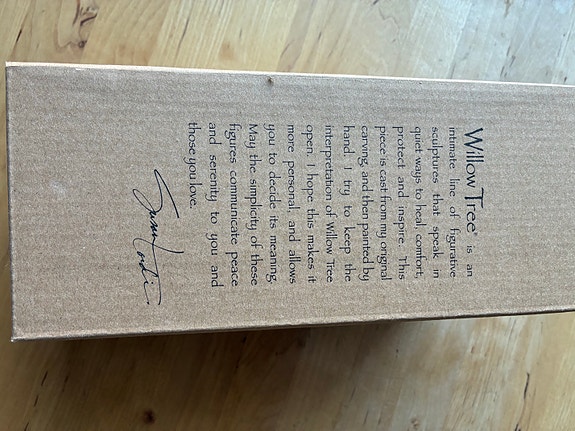 Willow Tree® is an
intimate line of figurative
sculptures that speak in
quiet ways to heal, comfort,
protect and inspire. This
piece is cast from my original
carving, and then painted by
hand. I try to keep the
interpretation of Willow Tree
open. I hope this makes it
more personal, and allows
you to decide its meaning.
May the simplicity of these
figures communicate peace
and serenity to you and
those you love.
Susan Lordi